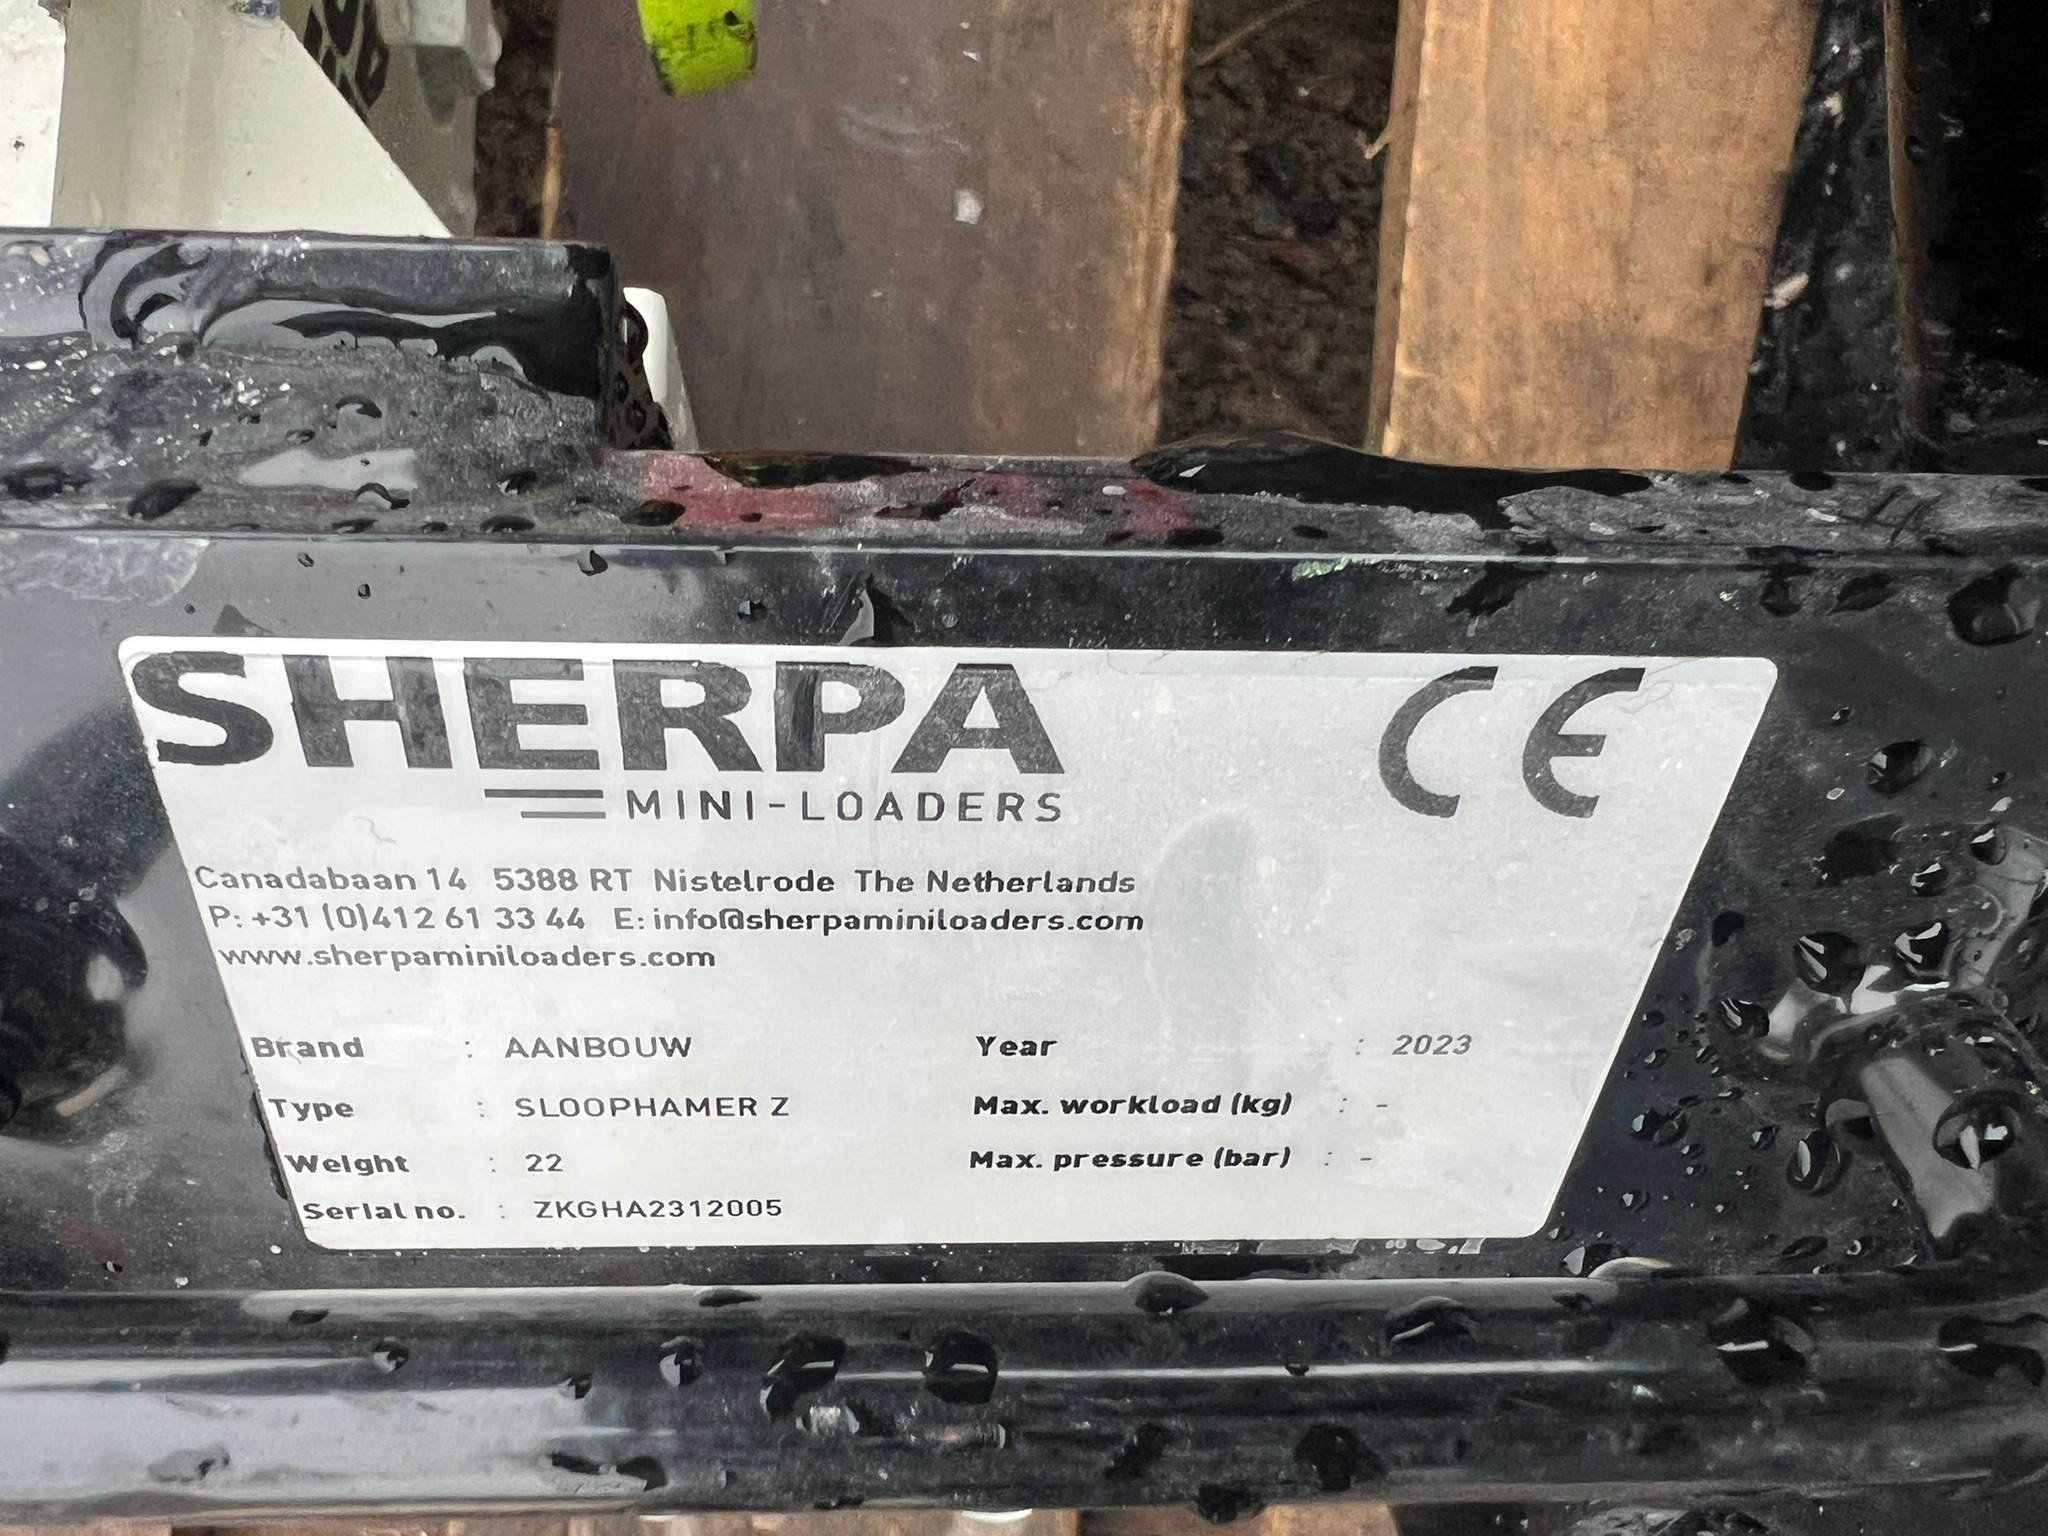 SHERPA
MINI-LOADERS
CE
Canadabaan 14 5388 RT Nistelrode The Netherlands
P: +31 (0)412 61 33 44 E: info@sherpaminiloaders.com
www.sherpaminiloaders.com
Brand : AANBOUW Year : 2023
Type : SLOOPHAMER Z Max. workload (kg) : -
Weight : 22 Max. pressure (bar) : -
Serial no. : ZKGHA2312005